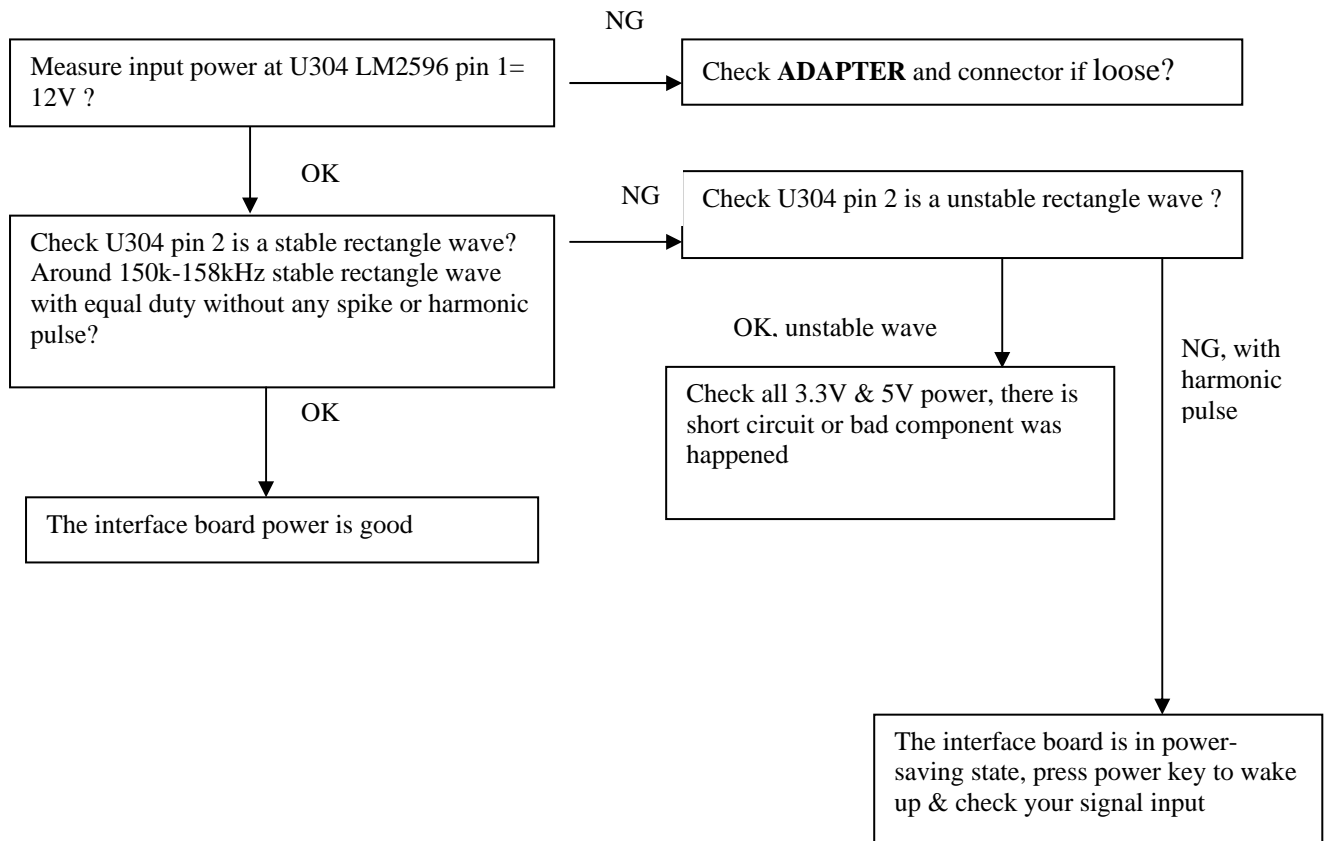 NG
Measure input power at U304 LM2596 pin 1=
12V ?
Check ADAPTER and connector if loose?
OK
NG
Check U304 pin 2 is a unstable rectangle wave ?
Check U304 pin 2 is a stable rectangle wave?
Around 150k-158kHz stable rectangle wave
with equal duty without any spike or harmonic
pulse?
OK, unstable wave
NG, with
harmonic
pulse
Check all 3.3V & 5V power, there is
short circuit or bad component was
happened
OK
The interface board power is good
The interface board is in power-
saving state, press power key to wake
up & check your signal input